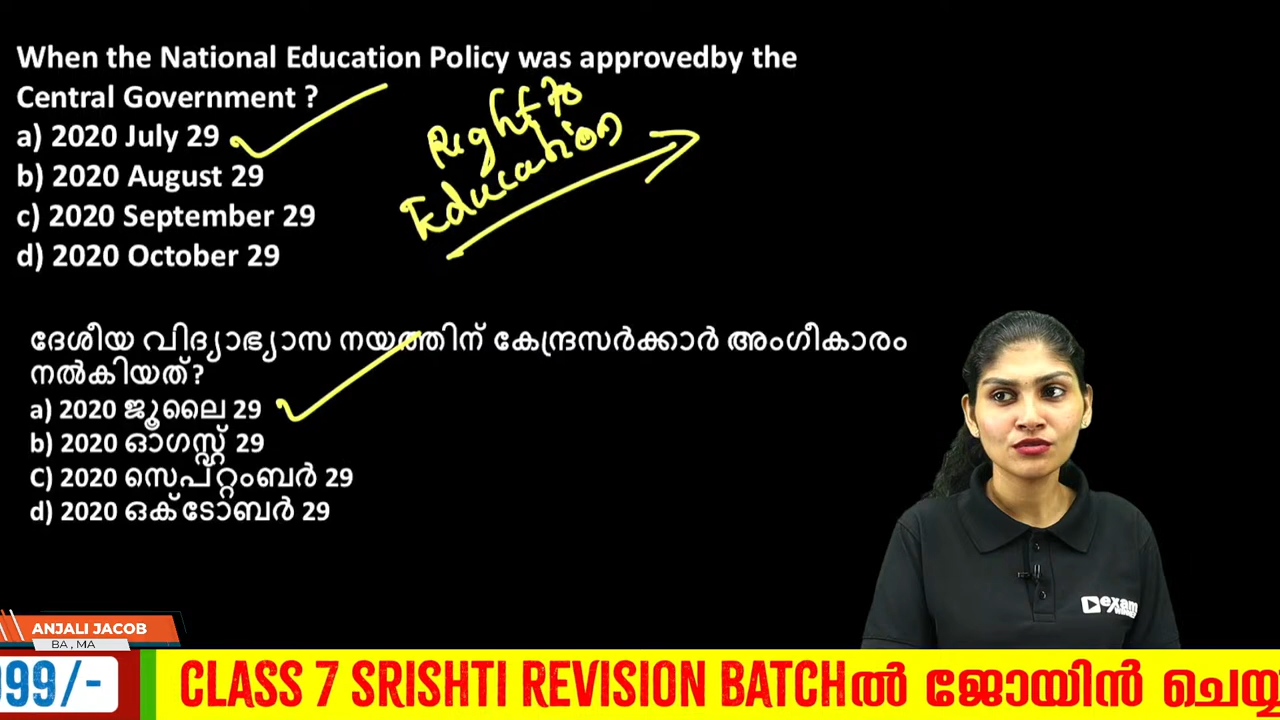 When the National Education Policy was approvedby the
Central Government ?
a) 2020 July 29
b) 2020 August 29
c) 2020 September 29
d) 2020 October 29
Right to
Education
ദേശീയ വിദ്യാഭ്യാസ നയത്തിന് കേന്ദ്രസർക്കാർ അംഗീകാരം
നൽകിയത്?
a) 2020 ജൂലൈ 29
b) 2020 ഓഗസ്റ്റ് 29
C) 2020 സെപ്റ്റംബർ 29
d) 2020 ഒക്ടോബർ 29
exam
ANJALI JACOB
BA , MA
999/-
CLASS 7 SRISHTI REVISION BATCHൽ ജോയിൻ